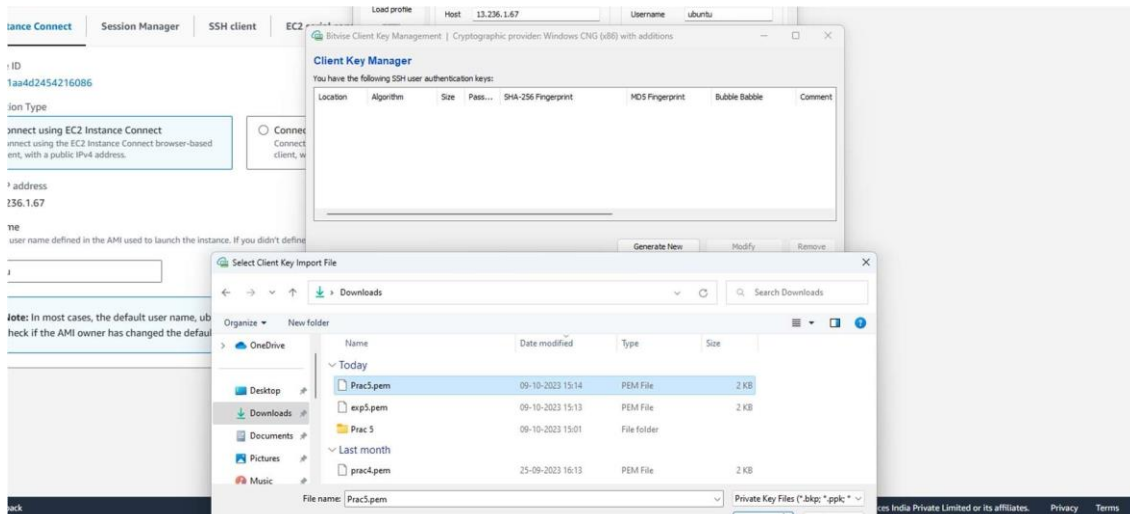 Load profile
Host 13.236.1.67 Username ubuntu
tance Connect Session Manager SSH client EC2
Bitvise Client Key Management | Cryptographic provider: Windows CNG (x86) with additions
Client Key Manager
You have the following SSH user authentication keys:
Location Algorithm Size Pass... SHA-256 Fingerprint MD5 Fingerprint Bubble Babble Comment
ID
1aa4d2454216086
tion Type
onnect using EC2 Instance Connect
onnect using the EC2 Instance Connect browser-based
ent, with a public IPv4 address.
Connec
Connect
client, w
P address
236.1.67
me
user name defined in the AMI used to launch the instance. If you didn't define
Generate New Modify Remove
u
Note: In most cases, the default user name, ub
heck if the AMI owner has changed the defaul
Select Client Key Import File
Downloads
Search Downloads
Organize New folder
Name Date modified Type Size
OneDrive
Desktop
Downloads
Documents
Pictures
Music
Today
Prac5.pem 09-10-2023 15:14 PEM File 2 KB
exp5.pem 09-10-2023 15:13 PEM File 2 KB
Prac 5 09-10-2023 15:01 File folder
Last month
prac4.pem 25-09-2023 16:13 PEM File 2 KB
File name: Prac5.pem
Private Key Files (*.bkp; *.ppk; *
back
ces India Private Limited or its affiliates. Privacy Terms